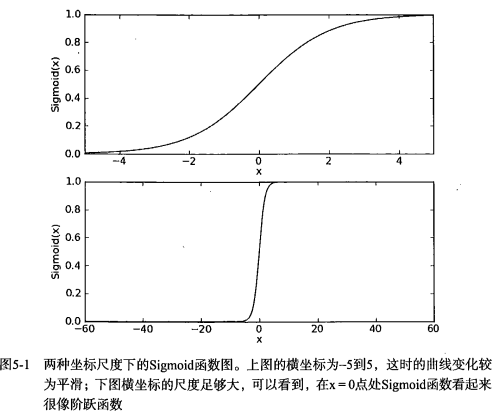 1.0
0.8
0.6
0.4
0.2
0.0
Sigmoid(x)
−4 −2 0 2 4
x
1.0
0.8
0.6
0.4
0.2
0.0
Sigmoid(x)
−60 −40 −20 0 20 40 60
x
图5-1 两种坐标尺度下的Sigmoid函数图。上图的横坐标为-5到5，这时的曲线变化较
为平滑；下图横坐标的尺度足够大，可以看到，在x = 0点处Sigmoid函数看起来
很像阶跃函数